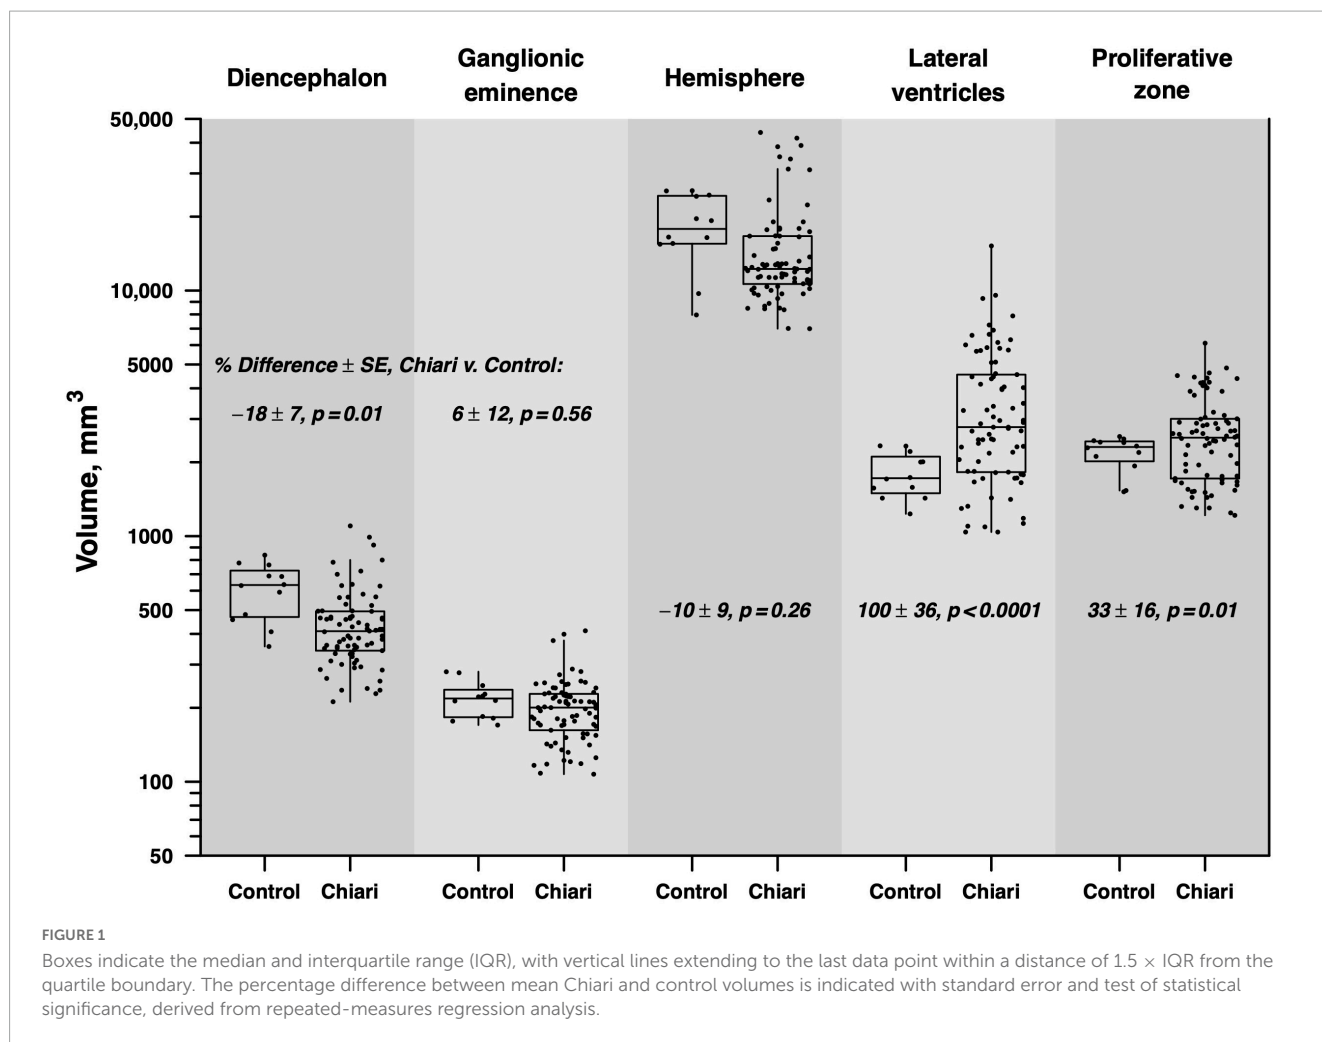 Diencephalon
Ganglionic
eminence
Hemisphere
Lateral
ventricles
Proliferative
zone
Volume, mm³
50,000
10,000
5000
1000
500
100
50
% Difference ± SE, Chiari v. Control:
−18 ± 7, p=0.01
6 ± 12, p=0.56
−10 ± 9, p=0.26
100 ± 36, p<0.0001
33 ± 16, p=0.01
Control Chiari Control Chiari Control Chiari Control Chiari Control Chiari
FIGURE 1
Boxes indicate the median and interquartile range (IQR), with vertical lines extending to the last data point within a distance of 1.5 × IQR from the
quartile boundary. The percentage difference between mean Chiari and control volumes is indicated with standard error and test of statistical
significance, derived from repeated-measures regression analysis.